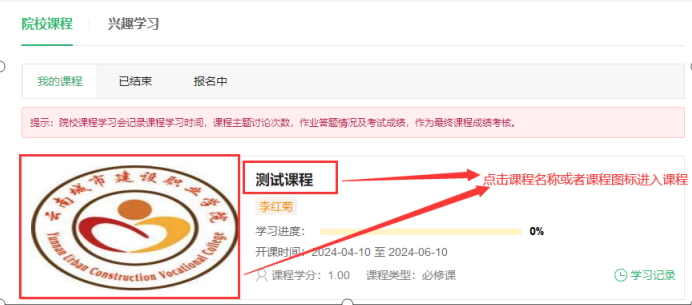 院校课程 兴趣学习
我的课程 已结束 报名中
提示：院校课程学习会记录课程学习时间，课程主题讨论次数，作业答题情况及考试成绩，作为最终课程成绩考核。
云南城市建设职业学院
Yunnan Urban Construction Vocational College
测试课程
点击课程名称或者课程图标进入课程
李红菊
学习进度： 0%
开课时间：2024-04-10 至 2024-06-10
课程学分：1.00 课程类型：必修课 学习记录